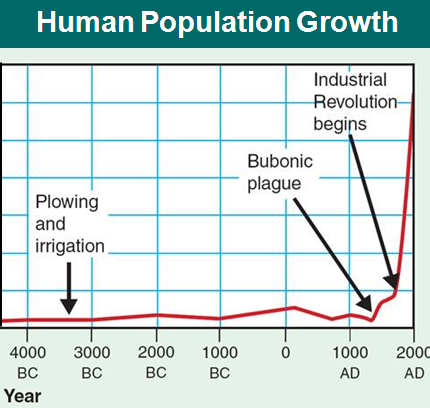 Human Population Growth
Industrial
Revolution
begins
Bubonic
plague
Plowing
and
irrigation
4000 3000 2000 1000 0 1000 2000
BC BC BC BC AD AD
Year